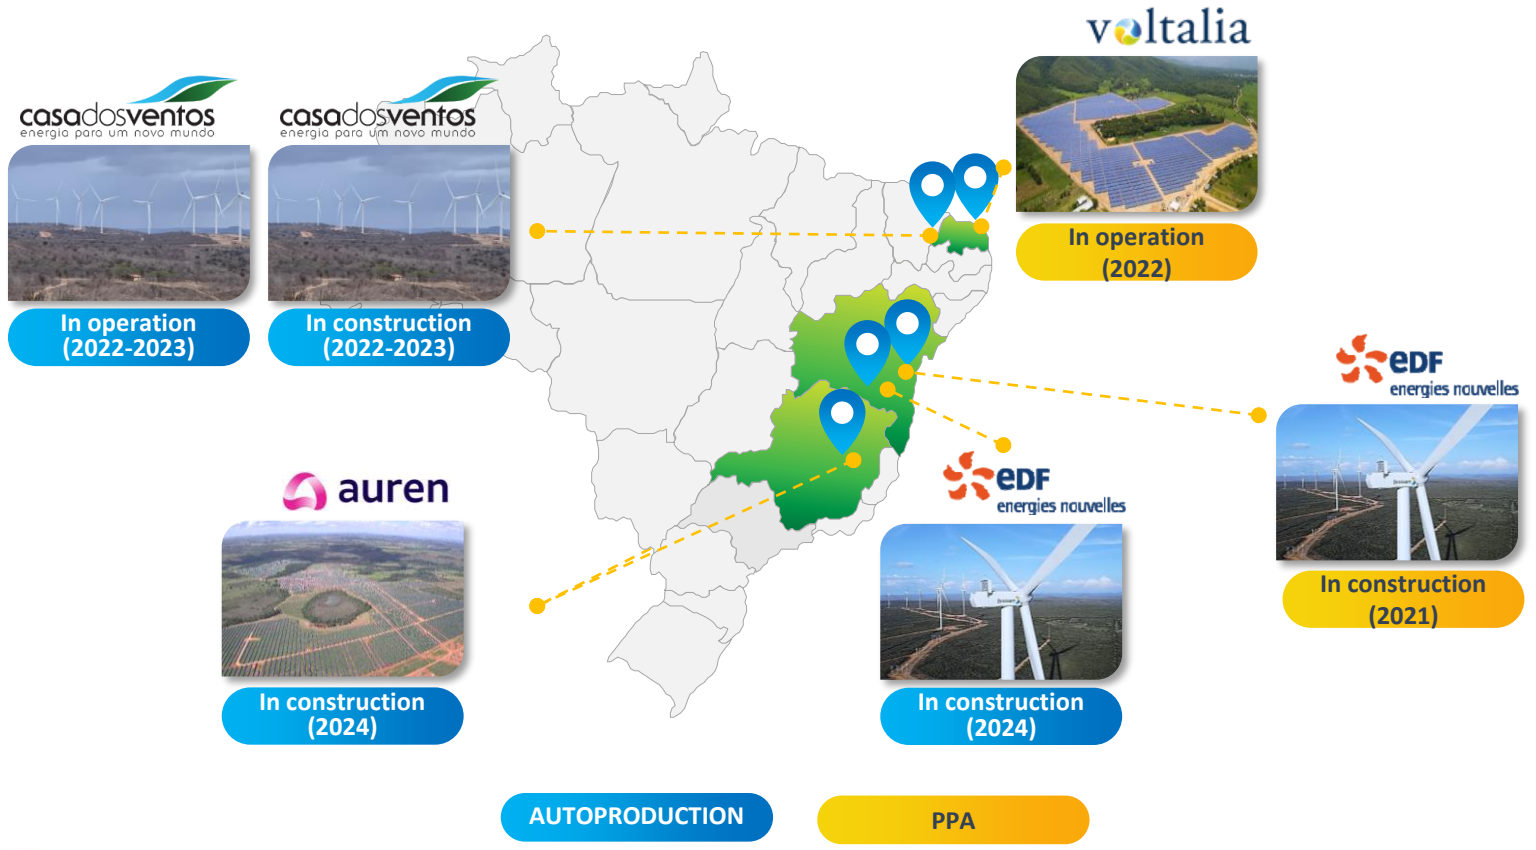 voltalia
casadosventos
energia para um novo mundo
casadosventos
energia para um novo mundo
In operation
(2022)
In operation
(2022-2023)
In construction
(2022-2023)
eDF
energies nouvelles
auren
eDF
energies nouvelles
In construction
(2021)
In construction
(2024)
In construction
(2024)
AUTOPRODUCTION
PPA